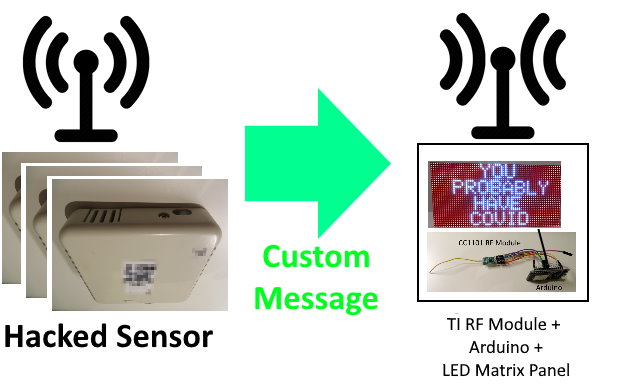 YOU
PROBABLY
HAVE
COVID
CC1101 RF Module
Arduino
Custom
Message
Hacked Sensor
TI RF Module +
Arduino +
LED Matrix Panel